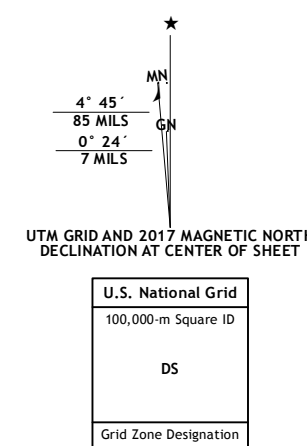 ★
MN
4° 45´
85 MILS
GN
0° 24´
7 MILS
UTM GRID AND 2017 MAGNETIC NORTH
DECLINATION AT CENTER OF SHEET
U.S. National Grid
100,000-m Square ID
DS
Grid Zone Designation